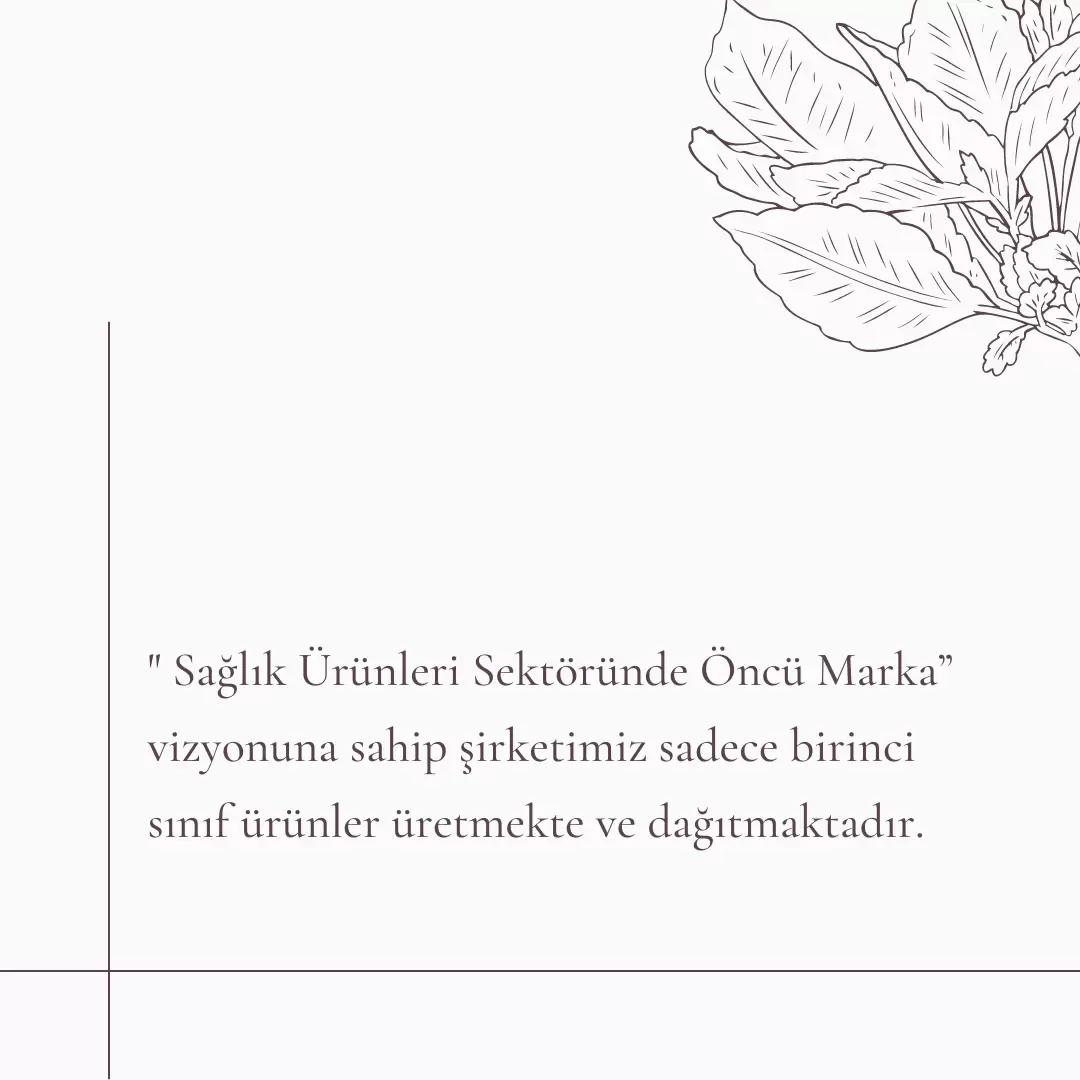 " Sağlık Ürünleri Sektöründe Öncü Marka”
vizyonuna sahip şirketimiz sadece birinci
sınıf ürünler üretmekte ve dağıtmaktadır.